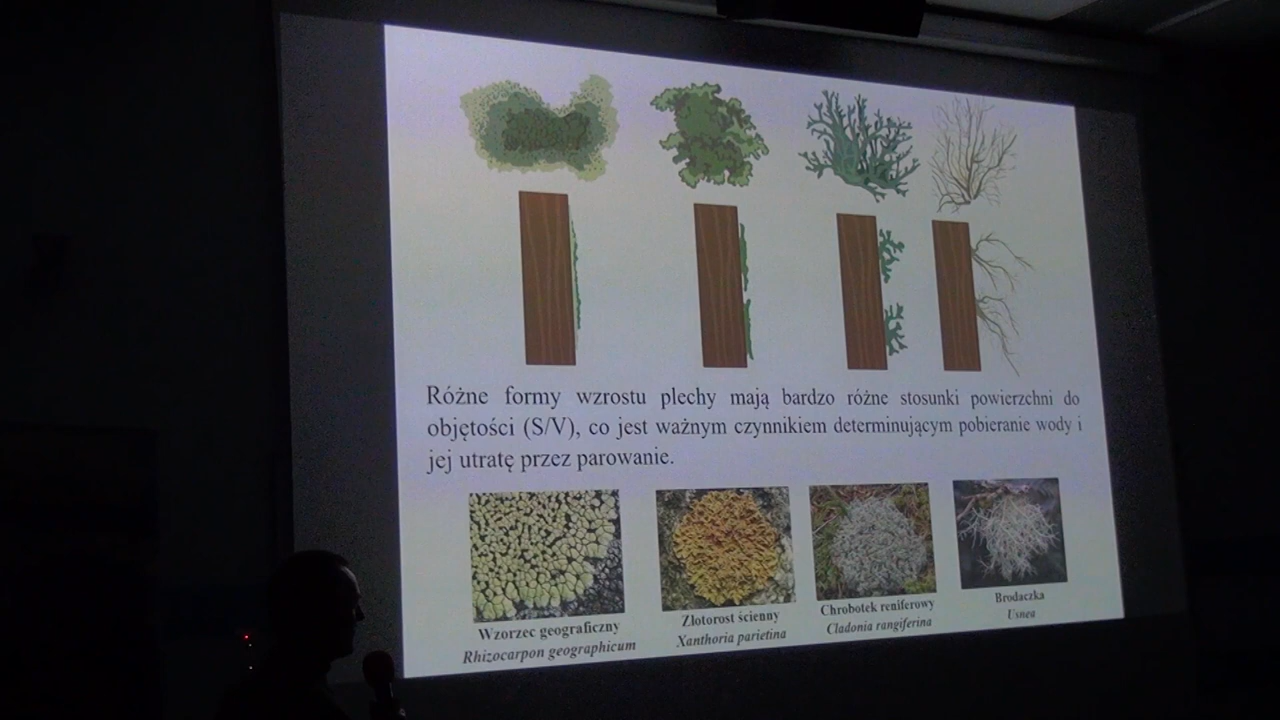 Różne formy wzrostu plechy mają bardzo różne stosunki powierzchni do
objętości (S/V), co jest ważnym czynnikiem determinującym pobieranie wody i
jej utratę przez parowanie.
Wzorzec geograficzny
Rhizocarpon geographicum
Złotorost ścienny
Xanthoria parietina
Chrobotek reniferowy
Cladonia rangiferina
Brodaczka
Usnea